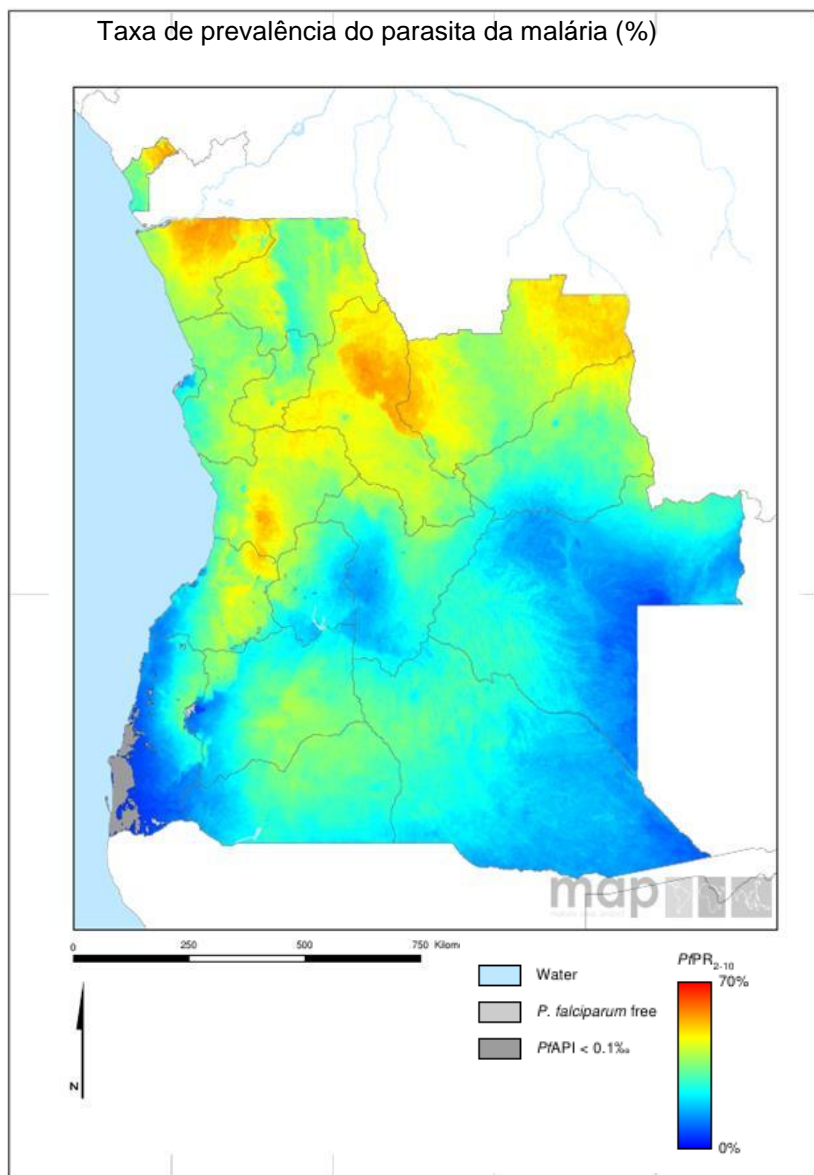 Taxa de prevalência do parasita da malária (%)
map
0 250 500 750 Kilom
Water
P. falciparum free
PfAPI < 0.1‰
PfPR2-10
70%
0%
N